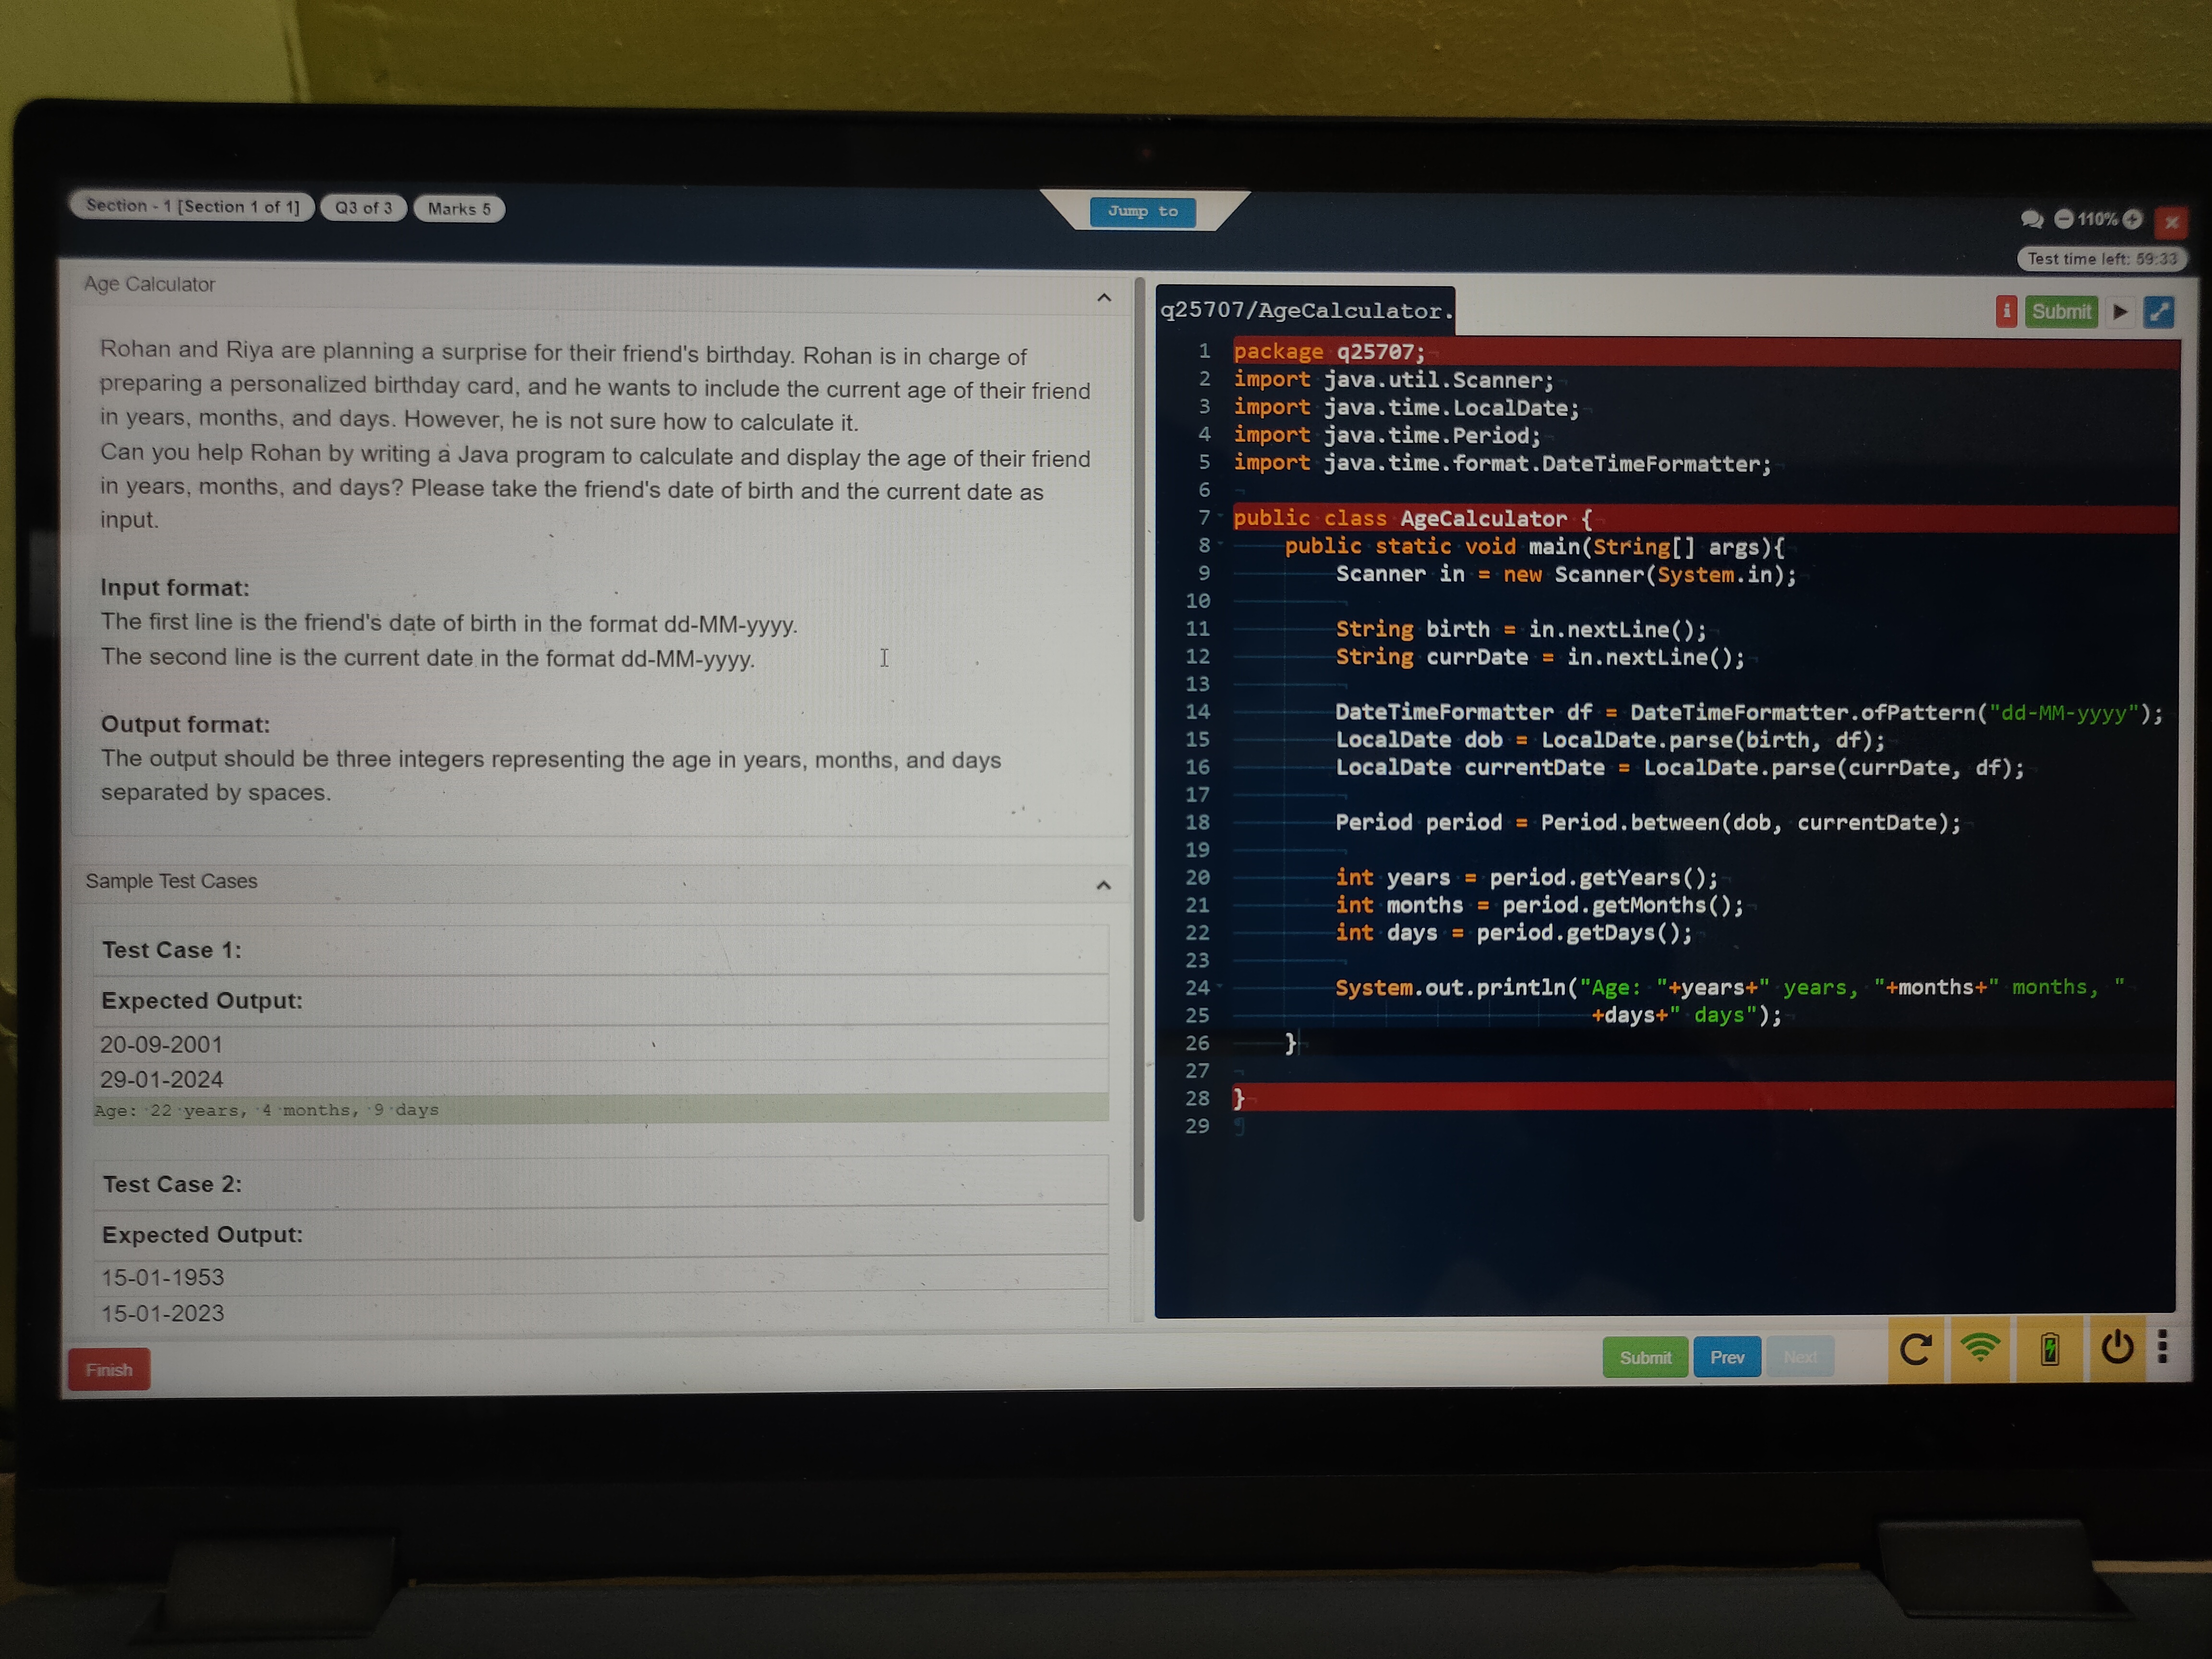 Section - 1 [Section 1 of 1] Q3 of 3 Marks 5
Jump to
110%
Test time left: 59:33
Age Calculator
Rohan and Riya are planning a surprise for their friend's birthday. Rohan is in charge of
preparing a personalized birthday card, and he wants to include the current age of their friend
in years, months, and days. However, he is not sure how to calculate it.
Can you help Rohan by writing a Java program to calculate and display the age of their friend
in years, months, and days? Please take the friend's date of birth and the current date as
input.
Input format:
The first line is the friend's date of birth in the format dd-MM-yyyy.
The second line is the current date in the format dd-MM-yyyy.
Output format:
The output should be three integers representing the age in years, months, and days
separated by spaces.
Sample Test Cases
Test Case 1:
Expected Output:
20-09-2001
29-01-2024
Age: 22 years, 4 months, 9 days
Test Case 2:
Expected Output:
15-01-1953
15-01-2023
q25707/AgeCalculator.
i Submit
1 package q25707;
2 import java.util.Scanner;
3 import java.time.LocalDate;
4 import java.time.Period;
5 import java.time.format.DateTimeFormatter;
6
7 public class AgeCalculator {
8 public static void main(String[] args){
9 Scanner in = new Scanner(System.in);
10
11 String birth = in.nextLine();
12 String currDate = in.nextLine();
13
14 DateTimeFormatter df = DateTimeFormatter.ofPattern("dd-MM-yyyy");
15 LocalDate dob = LocalDate.parse(birth, df);
16 LocalDate currentDate = LocalDate.parse(currDate, df);
17
18 Period period = Period.between(dob, currentDate);
19
20 int years = period.getYears();
21 int months = period.getMonths();
22 int days = period.getDays();
23
24 System.out.println("Age: "+years+" years, "+months+" months, "
25 +days+" days");
26 }
27
28 }
29
Finish
Submit Prev Next